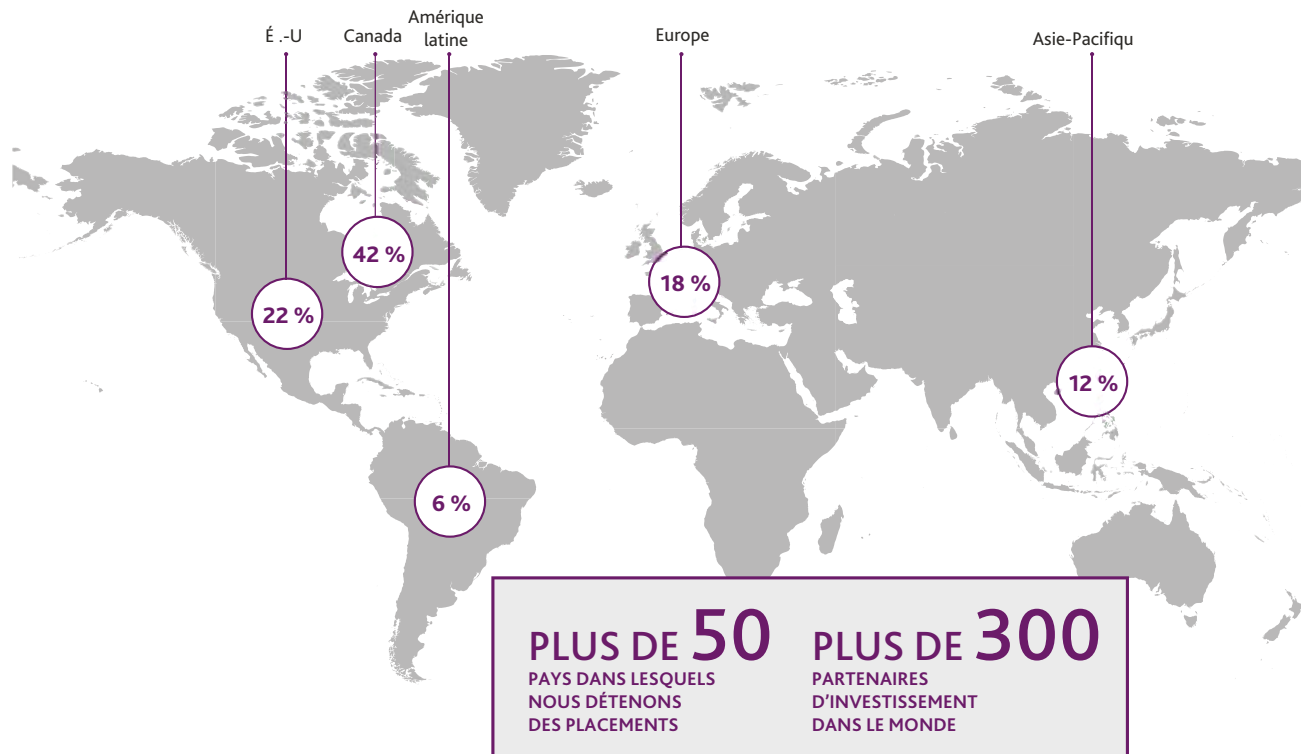 É .-U
Canada
Amérique
latine
Europe
Asie-Pacifiqu
42 %
22 %
18 %
12 %
6 %
PLUS DE 50
PAYS DANS LESQUELS
NOUS DÉTENONS
DES PLACEMENTS
PLUS DE 300
PARTENAIRES
D'INVESTISSEMENT
DANS LE MONDE